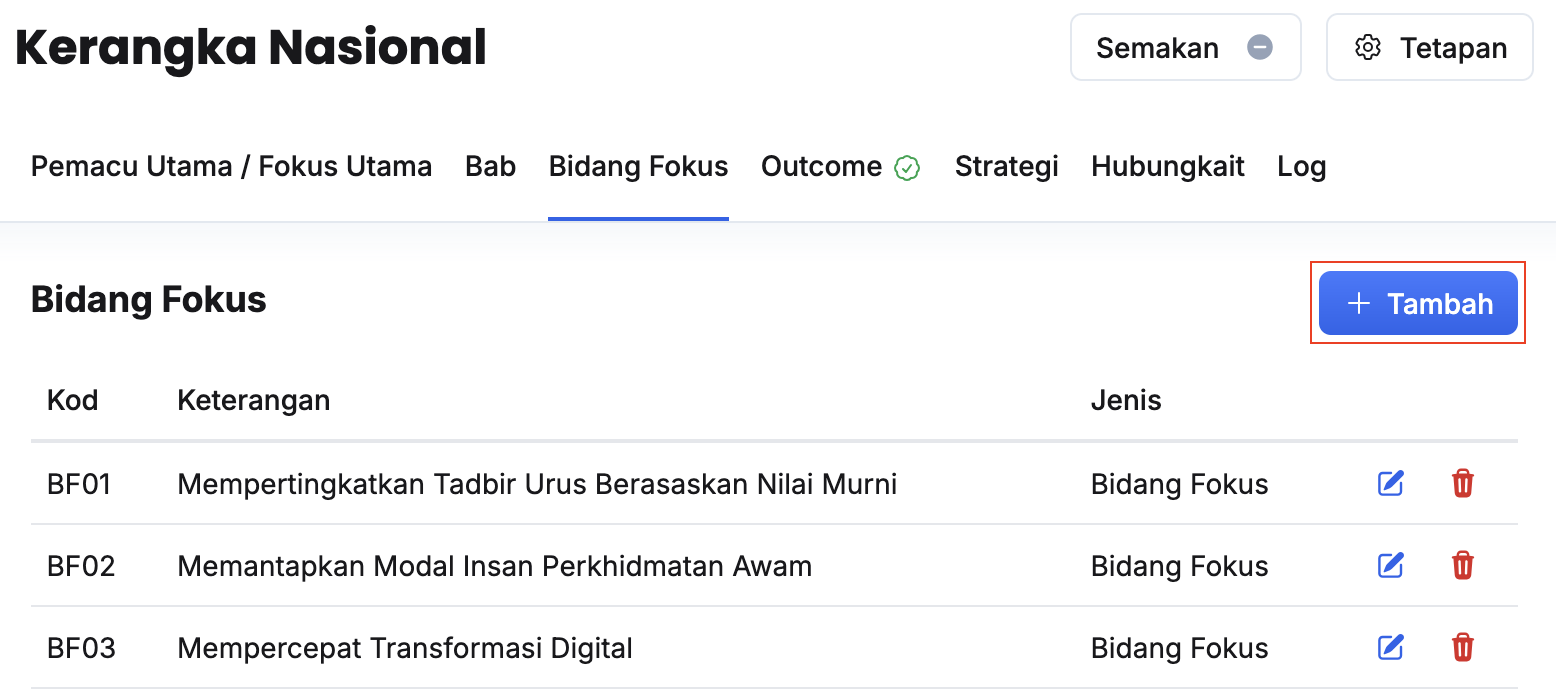 Kerangka Nasional
Semakan
Tetapan
Pemacu Utama / Fokus Utama Bab Bidang Fokus Outcome Strategi Hubungkait Log
Bidang Fokus
+ Tambah
Kod Keterangan Jenis
BF01 Mempertingkatkan Tadbir Urus Berasaskan Nilai Murni Bidang Fokus
BF02 Memantapkan Modal Insan Perkhidmatan Awam Bidang Fokus
BF03 Mempercepat Transformasi Digital Bidang Fokus